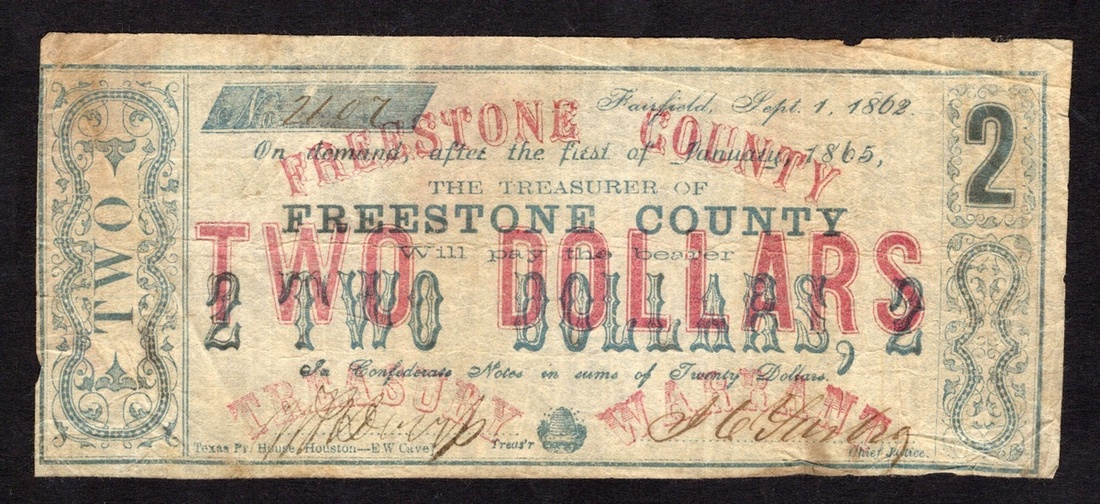 No. 2107
Fairfield, Sept. 1, 1862.
FREESTONE COUNTY
On demand, after the first of January, 1865,
THE TREASURER OF
FREESTONE COUNTY
TWO DOLLARS
Will pay the bearer
2 TWO DOLLARS, 2
In Confederate Notes in sums of Twenty Dollars.
TREASURY WARRANT
Treas'r
Chief Justice.
Texas Pr. House, Houston—E W Cave
TWO
2